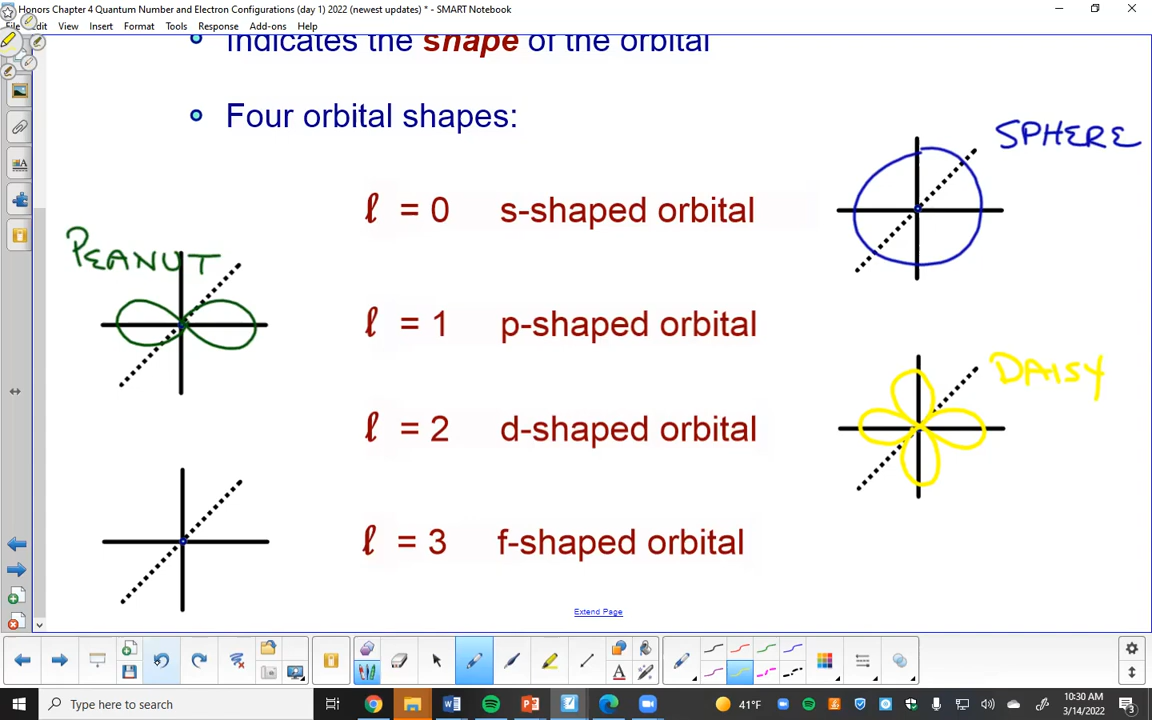 Honors Chapter 4 Quantum Number and Electron Configurations (day 1) 2022 (newest updates) * - SMART Notebook
File Edit View Insert Format Tools Response Add-ons Help
Indicates the shape of the orbital
Four orbital shapes:
SPHERE
ℓ = 0 s-shaped orbital
PEANUT
ℓ = 1 p-shaped orbital
DAISY
ℓ = 2 d-shaped orbital
ℓ = 3 f-shaped orbital
Extend Page
Type here to search
41°F
10:30 AM
3/14/2022